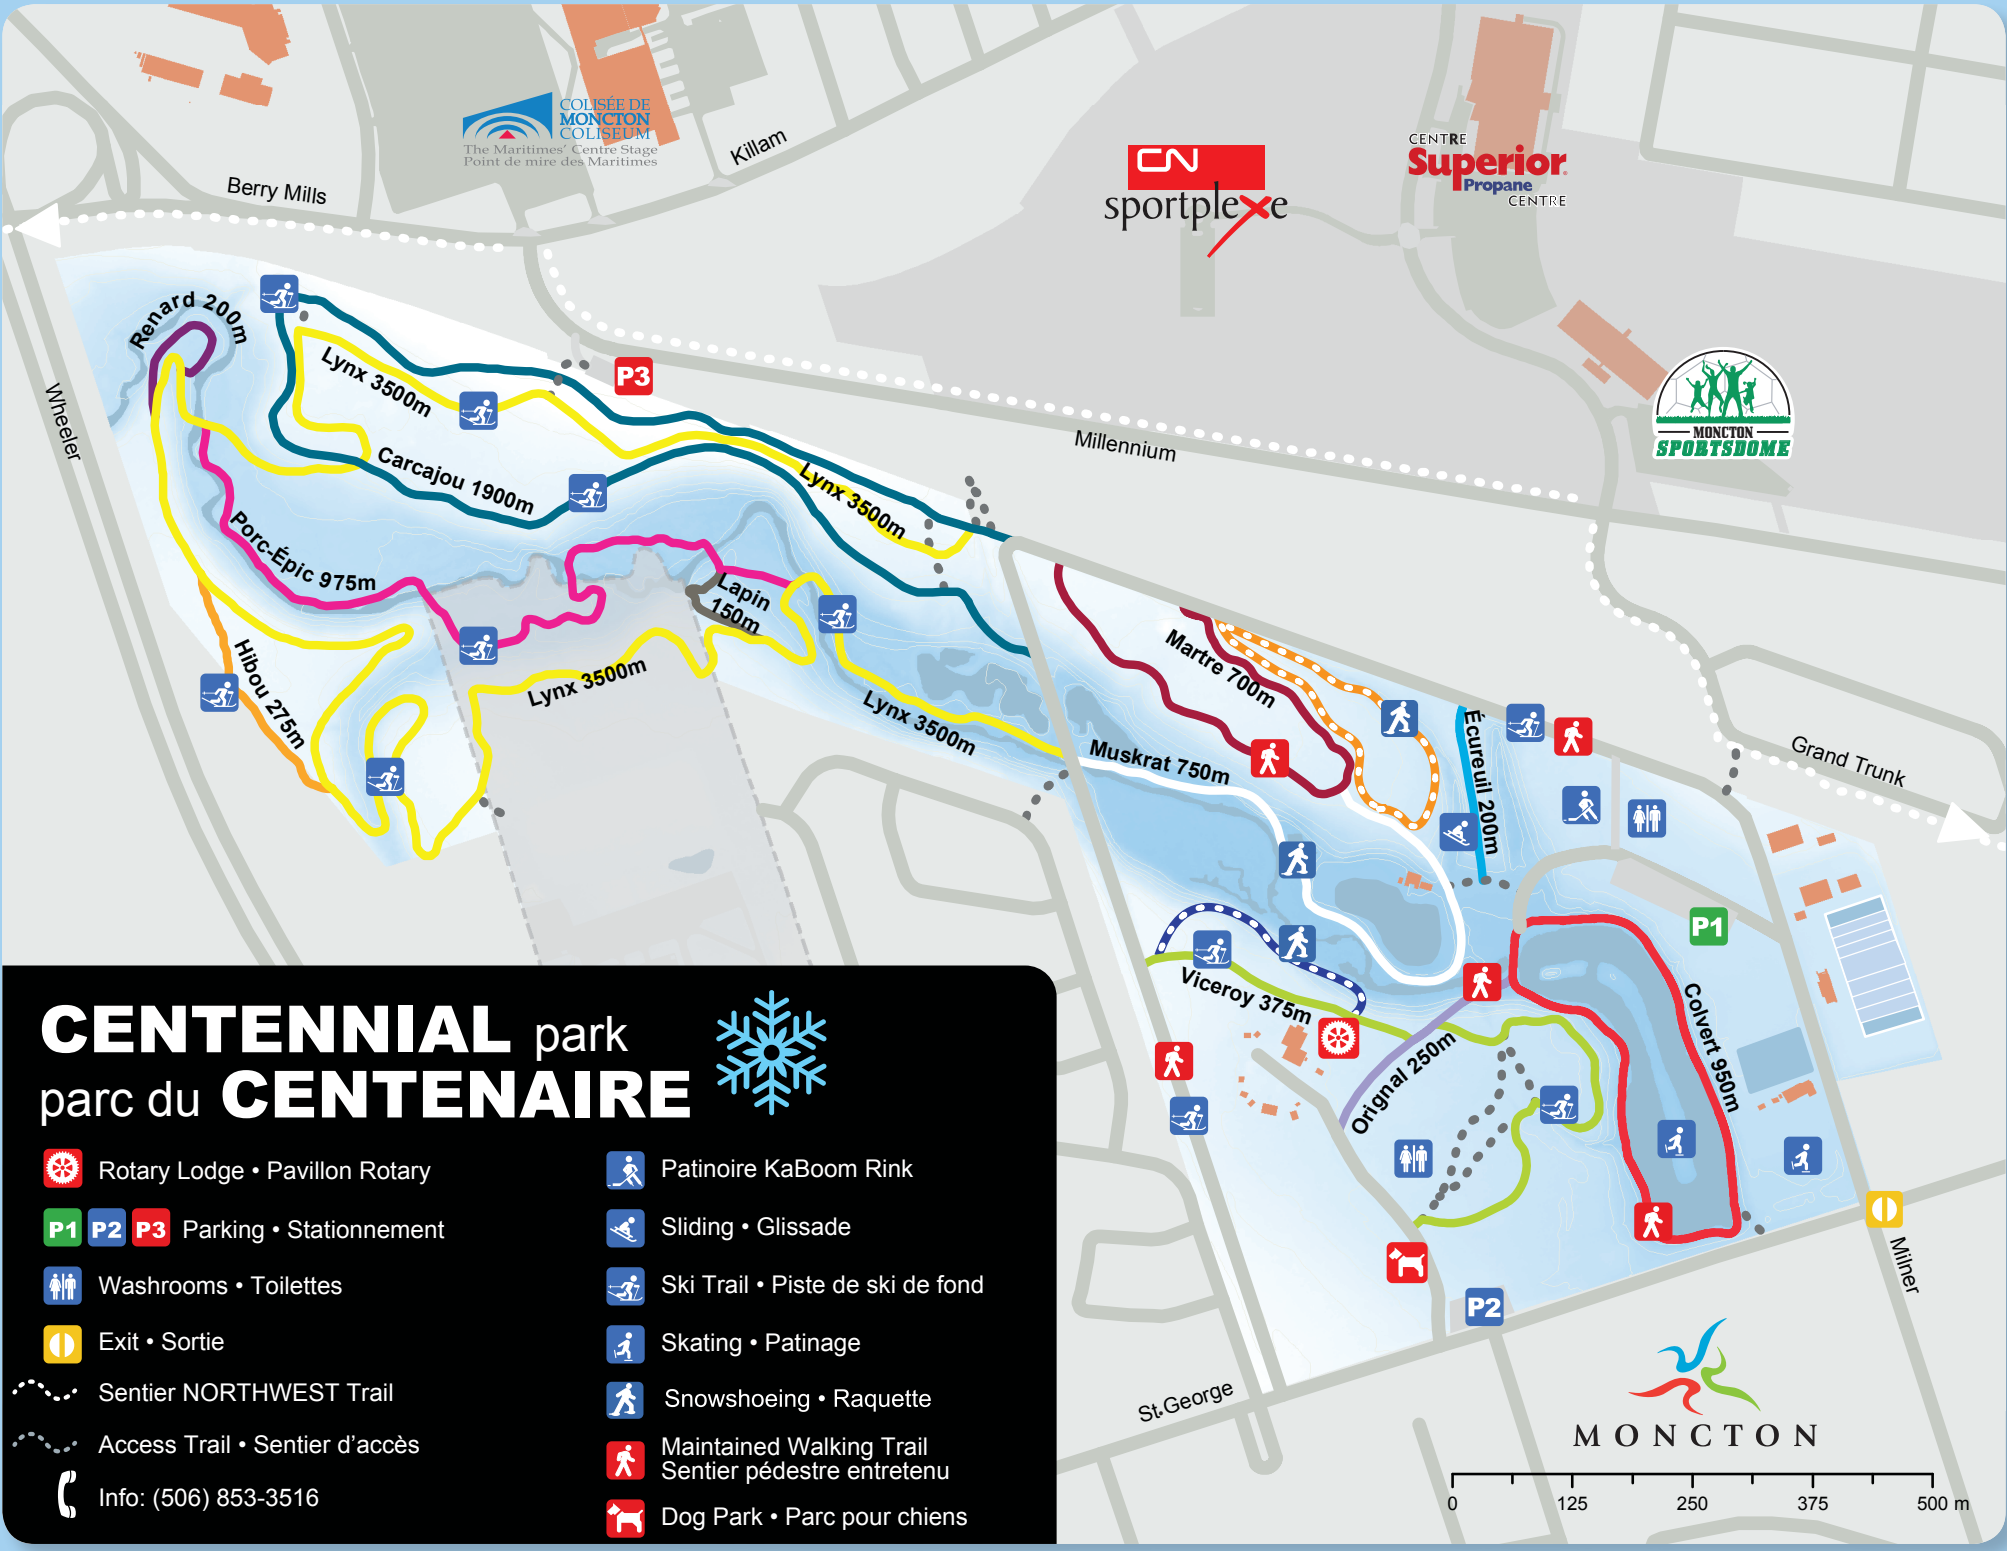 COLISÉE DE
MONCTON
COLISEUM
The Maritimes' Centre Stage
Point de mire des Maritimes
Killam
Berry Mills
CN
sportplexe
CENTRE
Superior
Propane
CENTRE
MONCTON
SPORTSDOME
Renard 200m
Lynx 3500m
P3
Millennium
Wheeler
Carcajou 1900m
Lynx 3500m
Porc-Épic 975m
Lapin
150m
Hibou 275m
Lynx 3500m
Lynx 3500m
Martre 700m
Muskrat 750m
Écureuil 200m
Grand Trunk
P1
Viceroy 375m
Orignal 250m
Colvert 950m
P2
Milner
St-George
CENTENNIAL park
parc du CENTENAIRE
Rotary Lodge • Pavillon Rotary
P1 P2 P3 Parking • Stationnement
Washrooms • Toilettes
Exit • Sortie
Sentier NORTHWEST Trail
Access Trail • Sentier d'accès
Info: (506) 853-3516
Patinoire KaBoom Rink
Sliding • Glissade
Ski Trail • Piste de ski de fond
Skating • Patinage
Snowshoeing • Raquette
Maintained Walking Trail
Sentier pédestre entretenu
Dog Park • Parc pour chiens
MONCTON
0 125 250 375 500 m